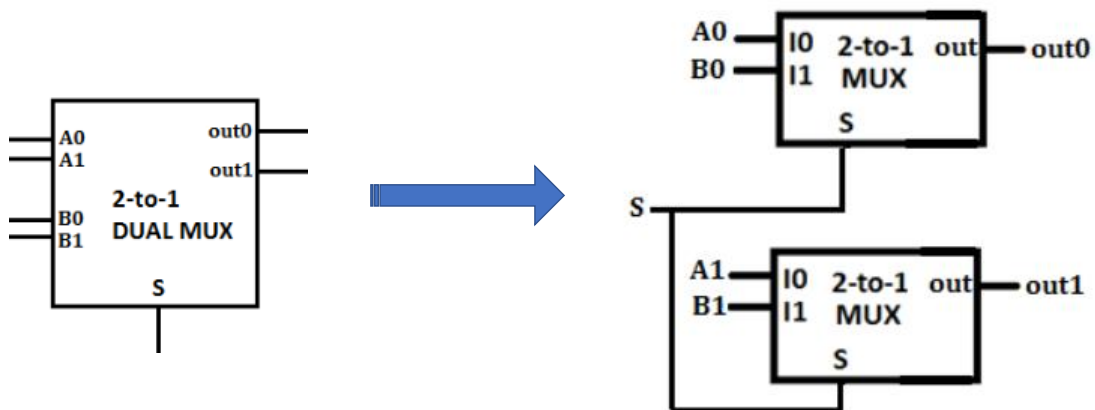 A0
A1
B0
B1
2-to-1
DUAL MUX
S
out0
out1
A0
B0
I0
I1
2-to-1
MUX
S
out
out0
S
A1
B1
I0
I1
2-to-1
MUX
S
out
out1